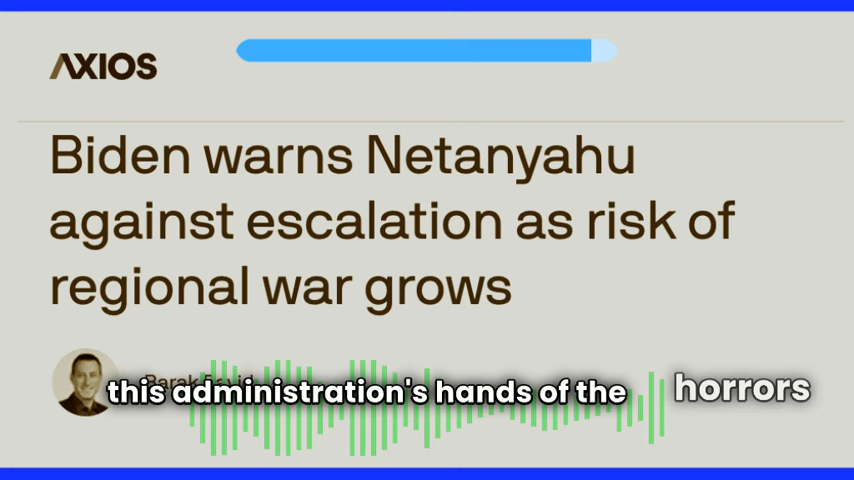 AXIOS
Biden warns Netanyahu
against escalation as risk of
regional war grows
this administration's hands of the horrors